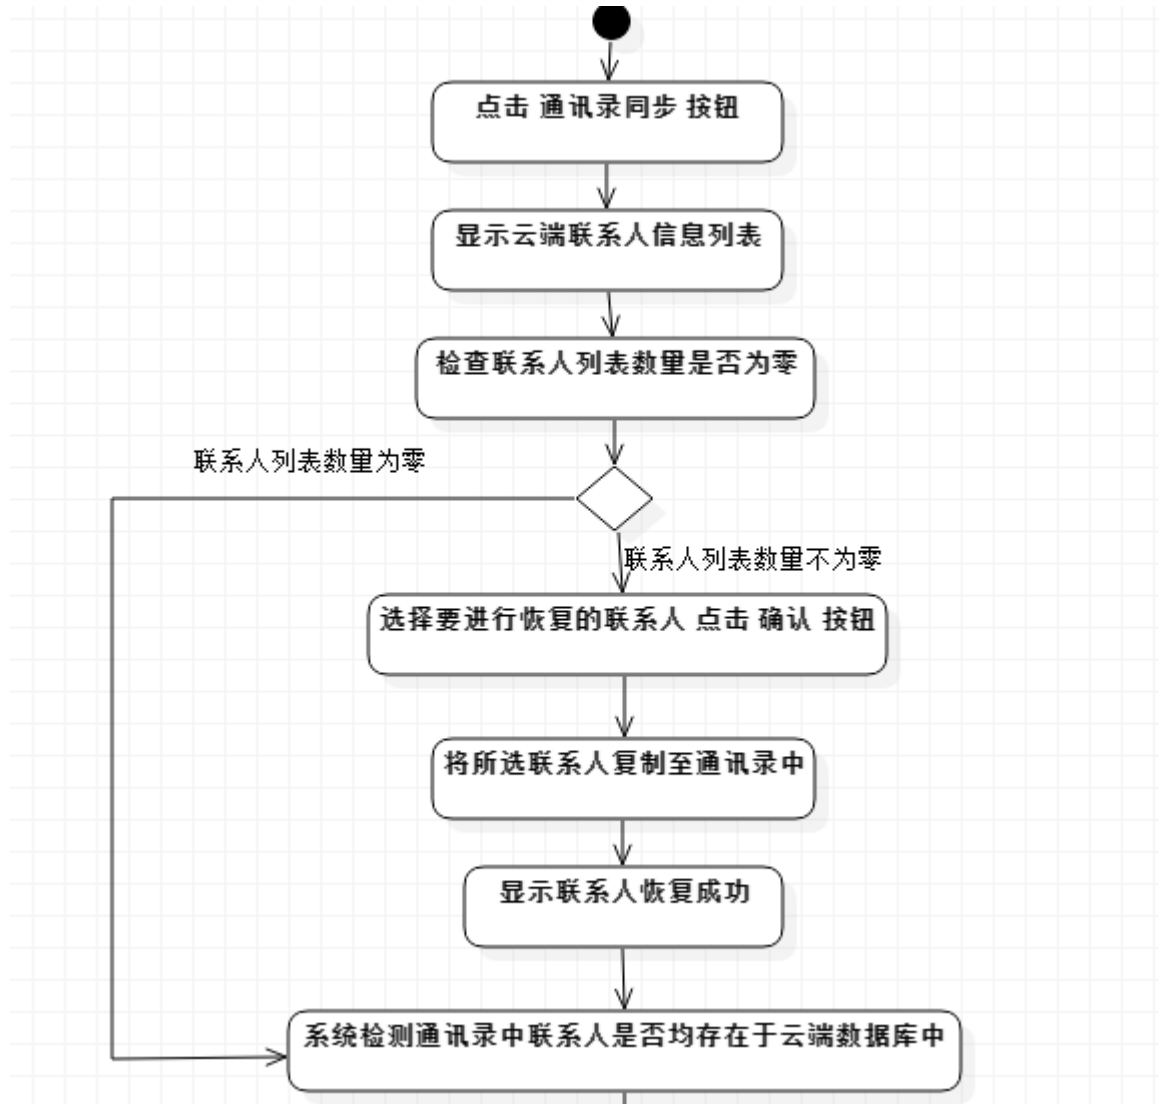 点击 通讯录同步 按钮
显示云端联系人信息列表
检查联系人列表数量是否为零
联系人列表数量为零
联系人列表数量不为零
选择要进行恢复的联系人 点击 确认 按钮
将所选联系人复制至通讯录中
显示联系人恢复成功
系统检测通讯录中联系人是否均存在于云端数据库中